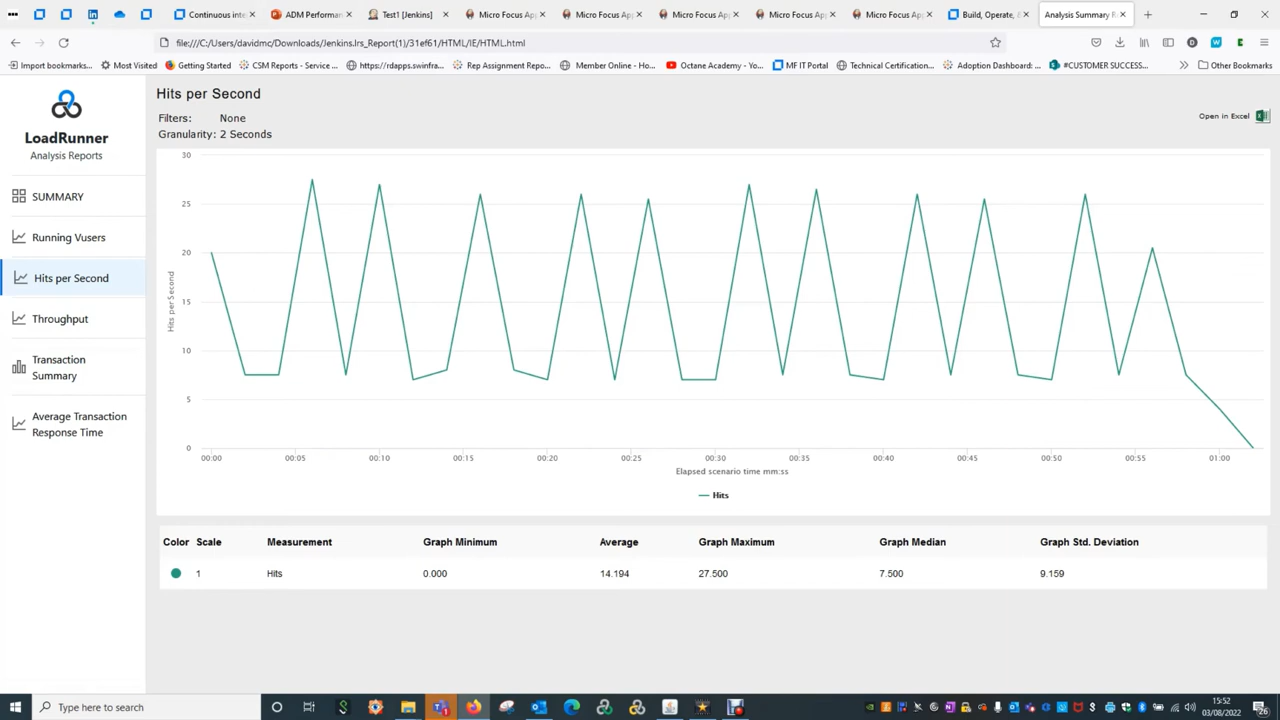 Continuous inte
ADM Performan
Test1 [Jenkins]
Micro Focus App
Micro Focus App
Micro Focus App
Micro Focus App
Micro Focus App
Build, Operate, E
Analysis Summary R
file:///C:/Users/davidmc/Downloads/Jenkins.lrs_Report(1)/31ef61/HTML/IE/HTML.html
Import bookmarks...
Most Visited
Getting Started
CSM Reports - Service ...
https://rdapps.swinfra...
Rep Assignment Repo...
Member Online - Ho...
Octane Academy - Yo...
MF IT Portal
Technical Certification...
Adoption Dashboard: ...
#CUSTOMER SUCCESS...
Other Bookmarks
LoadRunner
Analysis Reports
SUMMARY
Running Vusers
Hits per Second
Throughput
Transaction
Summary
Average Transaction
Response Time
Hits per Second
Filters: None
Granularity: 2 Seconds
Open in Excel
30
25
20
15
10
5
0
Hits per Second
00:00 00:05 00:10 00:15 00:20 00:25 00:30 00:35 00:40 00:45 00:50 00:55 01:00
Elapsed scenario time mm:ss
Hits
Color Scale Measurement Graph Minimum Average Graph Maximum Graph Median Graph Std. Deviation
1 Hits 0.000 14.194 27.500 7.500 9.159
Type here to search
15:52
03/08/2022
26